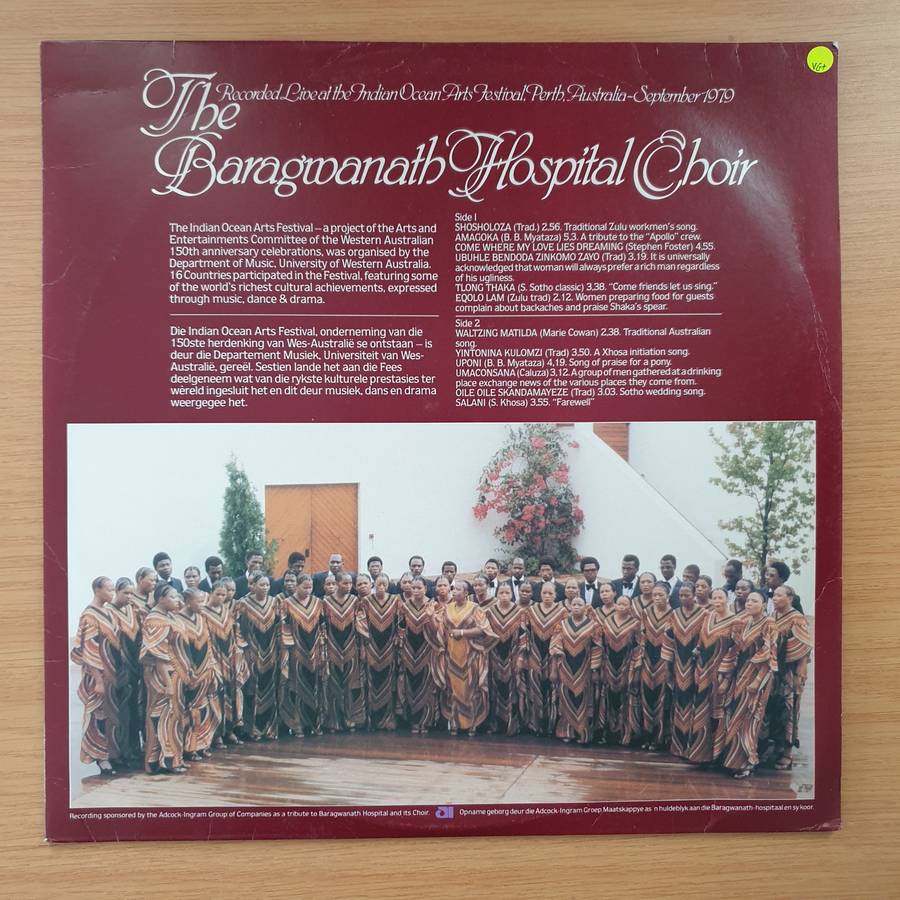 VG+
Recorded Live at the Indian Ocean Arts Festival, Perth, Australia-September 1979
The
Baragwanath Hospital Choir
The Indian Ocean Arts Festival – a project of the Arts and
Entertainments Committee of the Western Australian
150th anniversary celebrations, was organised by the
Department of Music, University of Western Australia.
16 Countries participated in the Festival, featuring some
of the world's richest cultural achievements, expressed
through music, dance & drama.
Die Indian Ocean Arts Festival, onderneming van die
150ste herdenking van Wes-Australië se ontstaan – is
deur die Departement Musiek, Universiteit van Wes-
Australië, gereël. Sestien lande het aan die Fees
deelgeneem wat van die rykste kulturele prestasies ter
wêreld ingesluit het en dit deur musiek, dans en drama
weergegee het.
Side 1
SHOSHOLOZA (Trad.) 2,56. Traditional Zulu workmen's song.
AMAGOKA (B. B. Myataza) 5,3. A tribute to the "Apollo" crew.
COME WHERE MY LOVE LIES DREAMING (Stephen Foster) 4,55.
UBUHLE BENDODA ZINKOMO ZAYO (Trad) 3.19. It is universally
acknowledged that woman will always prefer a rich man regardless
of his ugliness.
TLONG THAKA (S. Sotho classic) 3,38. "Come friends let us sing."
EQOLO LAM (Zulu trad) 2,12. Women preparing food for guests
complain about backaches and praise Shaka's spear.
Side 2
WALTZING MATILDA (Marie Cowan) 2.38. Traditional Australian
song.
YINTONINA KULOMZI (Trad) 3.50. A Xhosa initiation song.
UPONI (B. B. Myataza) 4,19. Song of praise for a pony.
UMACONSANA (Caluza) 3,12. A group of men gathered at a drinking
place exchange news of the various places they come from.
OILE OILE SKANDAMAYEZE (Trad) 3.03. Sotho wedding song.
SALANI (S. Khosa) 3,55. "Farewell"
Recording sponsored by the Adcock-Ingram Group of Companies as a tribute to Baragwanath Hospital and its Choir.
Opname geborg deur die Adcock-Ingram Groep Maatskappye as 'n huldeblyk aan die Baragwanath-hospitaal en sy koor.